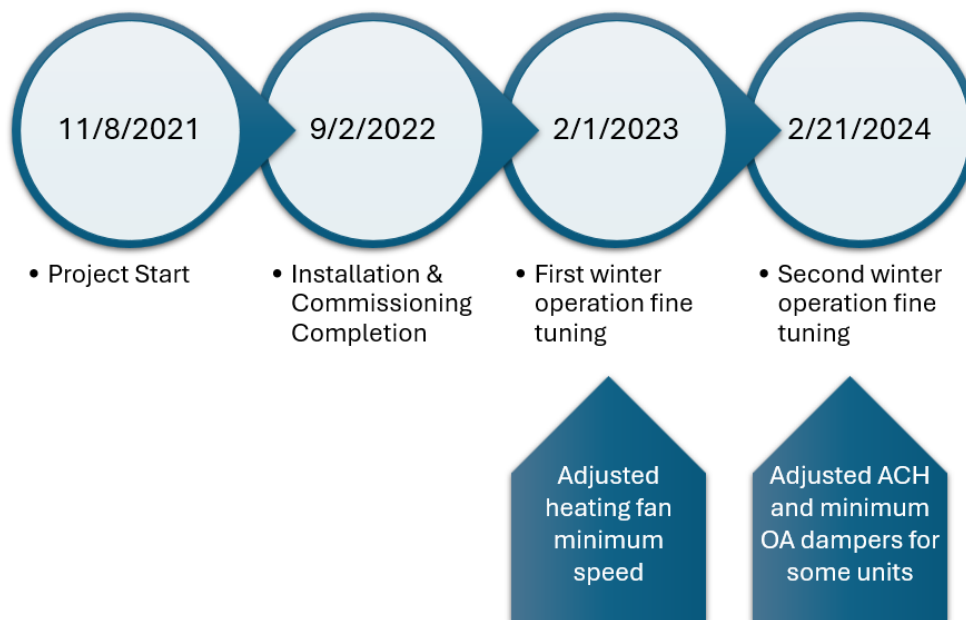 11/8/2021
9/2/2022
2/1/2023
2/21/2024
• Project Start
• Installation &
Commissioning
Completion
• First winter
operation fine
tuning
• Second winter
operation fine
tuning
Adjusted
heating fan
minimum
speed
Adjusted ACH
and minimum
OA dampers for
some units